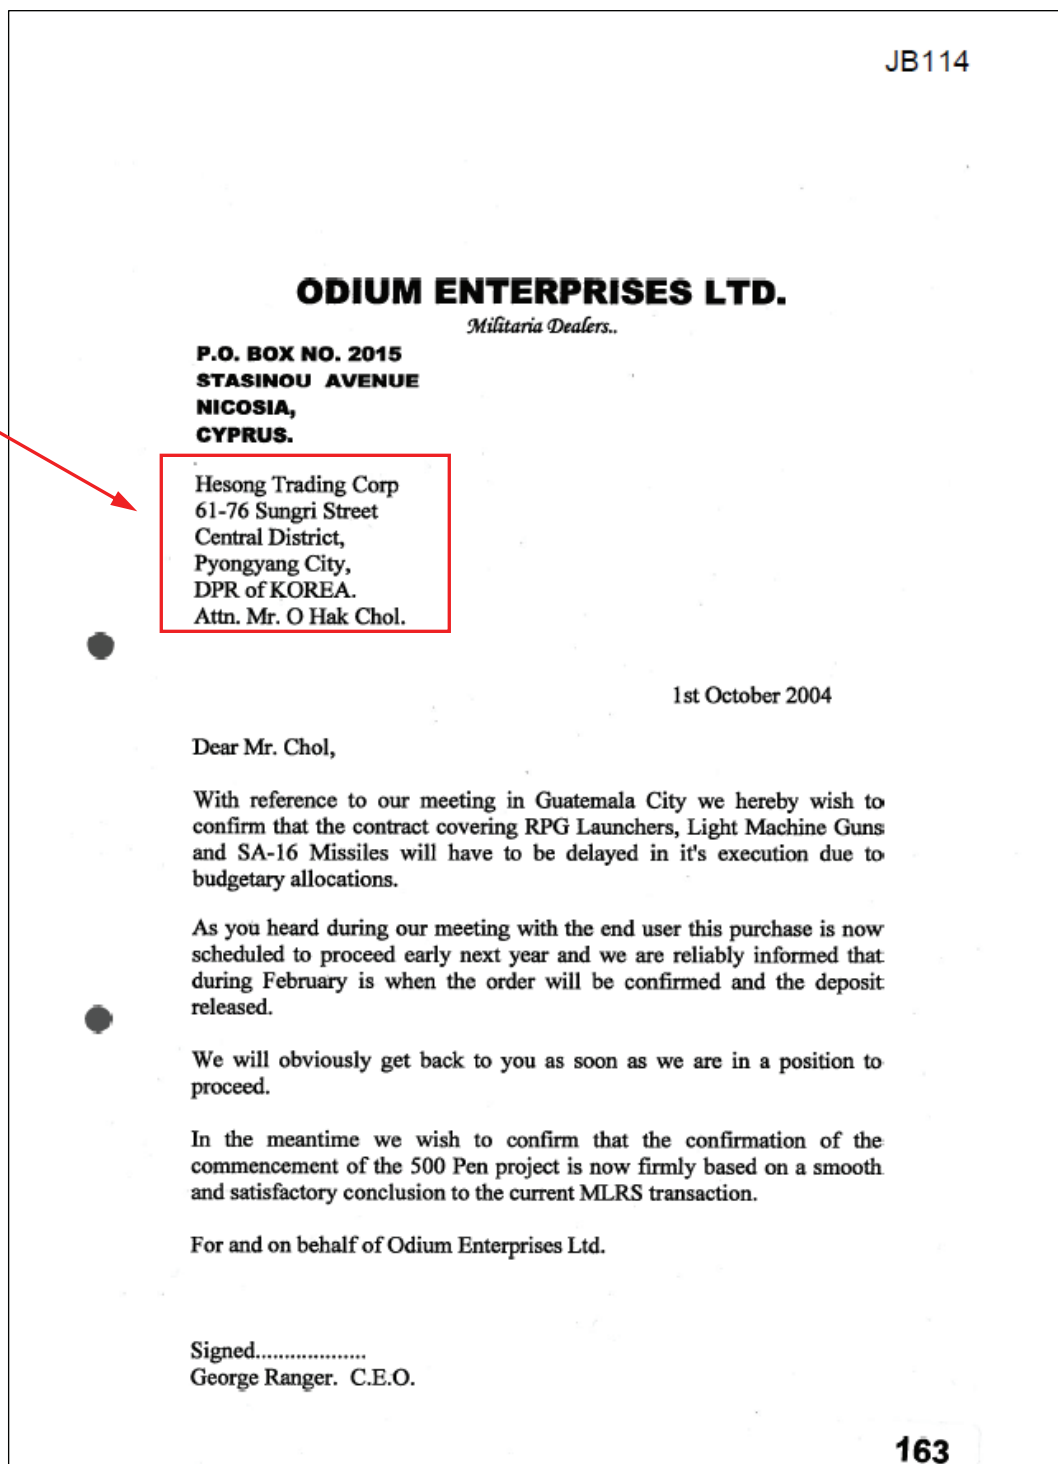 JB114
ODIUM ENTERPRISES LTD.
Militaria Dealers..
P.O. BOX NO. 2015
STASINOU AVENUE
NICOSIA,
CYPRUS.
Hesong Trading Corp
61-76 Sungri Street
Central District,
Pyongyang City,
DPR of KOREA.
Attn. Mr. O Hak Chol.
1st October 2004
Dear Mr. Chol,
With reference to our meeting in Guatemala City we hereby wish to
confirm that the contract covering RPG Launchers, Light Machine Guns
and SA-16 Missiles will have to be delayed in it's execution due to
budgetary allocations.
As you heard during our meeting with the end user this purchase is now
scheduled to proceed early next year and we are reliably informed that
during February is when the order will be confirmed and the deposit
released.
We will obviously get back to you as soon as we are in a position to
proceed.
In the meantime we wish to confirm that the confirmation of the
commencement of the 500 Pen project is now firmly based on a smooth
and satisfactory conclusion to the current MLRS transaction.
For and on behalf of Odium Enterprises Ltd.
Signed...................
George Ranger. C.E.O.
163